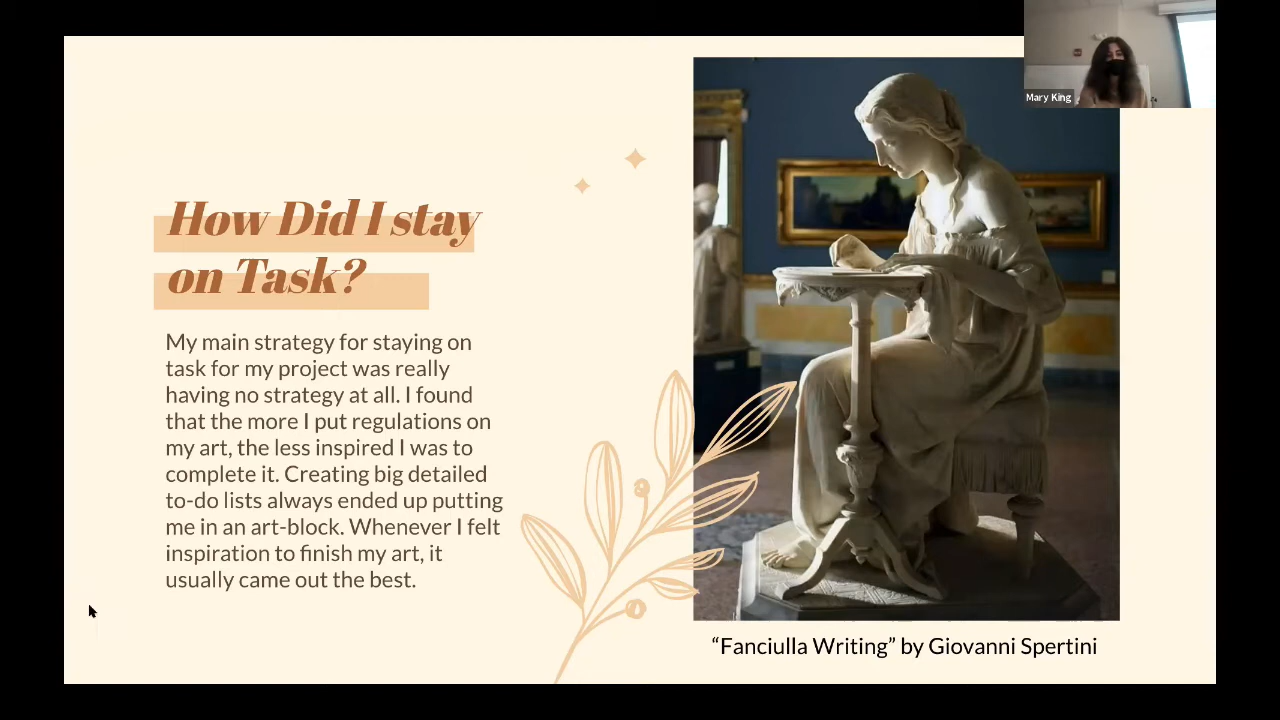 Mary King
How Did I stay
on Task?
My main strategy for staying on
task for my project was really
having no strategy at all. I found
that the more I put regulations on
my art, the less inspired I was to
complete it. Creating big detailed
to-do lists always ended up putting
me in an art-block. Whenever I felt
inspiration to finish my art, it
usually came out the best.
“Fanciulla Writing” by Giovanni Spertini